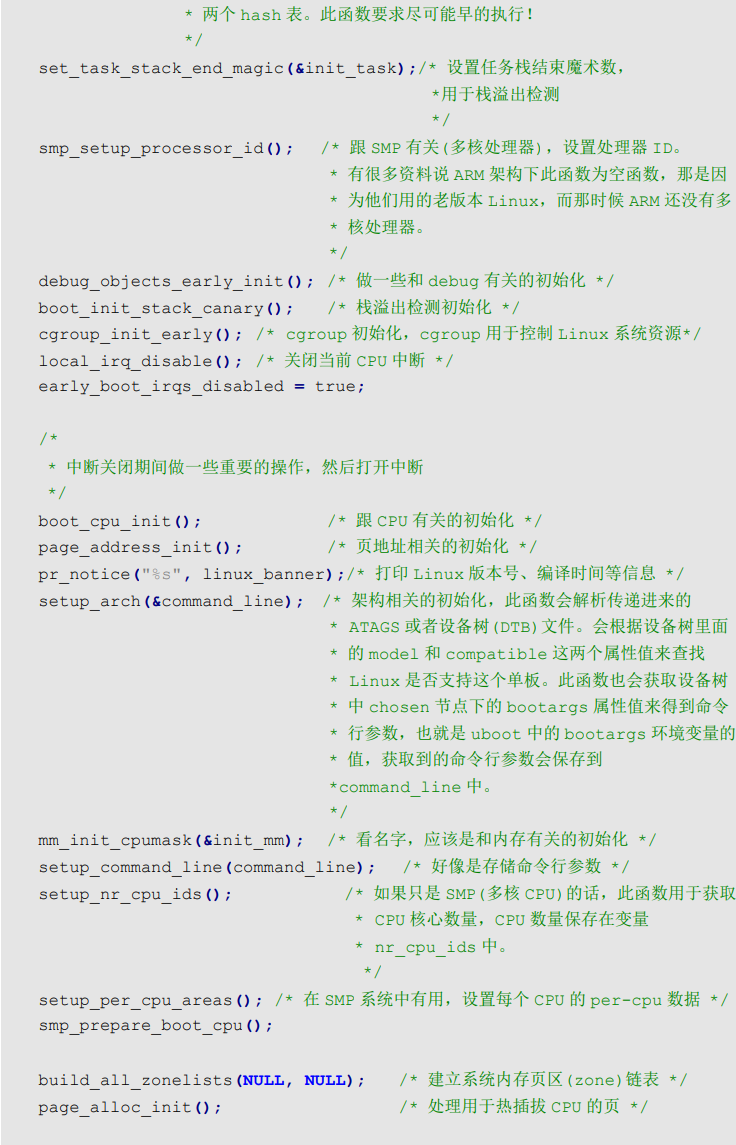 * 两个 hash 表。此函数要求尽可能早的执行!
*/
set_task_stack_end_magic(&init_task);/* 设置任务栈结束魔术数，
*用于栈溢出检测
*/
smp_setup_processor_id(); /* 跟 SMP 有关(多核处理器)，设置处理器 ID。
* 有很多资料说 ARM 架构下此函数为空函数，那是因
* 为他们用的老版本 Linux，而那时候 ARM 还没有多
* 核处理器。
*/
debug_objects_early_init(); /* 做一些和 debug 有关的初始化 */
boot_init_stack_canary(); /* 栈溢出检测初始化 */
cgroup_init_early(); /* cgroup 初始化，cgroup 用于控制 Linux 系统资源*/
local_irq_disable(); /* 关闭当前 CPU 中断 */
early_boot_irqs_disabled = true;
/*
* 中断关闭期间做一些重要的操作，然后打开中断
*/
boot_cpu_init(); /* 跟 CPU 有关的初始化 */
page_address_init(); /* 页地址相关的初始化 */
pr_notice("%s", linux_banner);/* 打印 Linux 版本号、编译时间等信息 */
setup_arch(&command_line); /* 架构相关的初始化，此函数会解析传递进来的
* ATAGS 或者设备树(DTB)文件。会根据设备树里面
* 的 model 和 compatible 这两个属性值来查找
* Linux 是否支持这个单板。此函数也会获取设备树
* 中 chosen 节点下的 bootargs 属性值来得到命令
* 行参数，也就是 uboot 中的 bootargs 环境变量的
* 值，获取到的命令行参数会保存到
*command_line 中。
*/
mm_init_cpumask(&init_mm); /* 看名字，应该是和内存有关的初始化 */
setup_command_line(command_line); /* 好像是存储命令行参数 */
setup_nr_cpu_ids(); /* 如果只是 SMP(多核 CPU)的话，此函数用于获取
* CPU 核心数量，CPU 数量保存在变量
* nr_cpu_ids 中。
*/
setup_per_cpu_areas(); /* 在 SMP 系统中有用，设置每个 CPU 的 per-cpu 数据 */
smp_prepare_boot_cpu();
build_all_zonelists(NULL, NULL); /* 建立系统内存页区(zone)链表 */
page_alloc_init(); /* 处理用于热插拔 CPU 的页 */